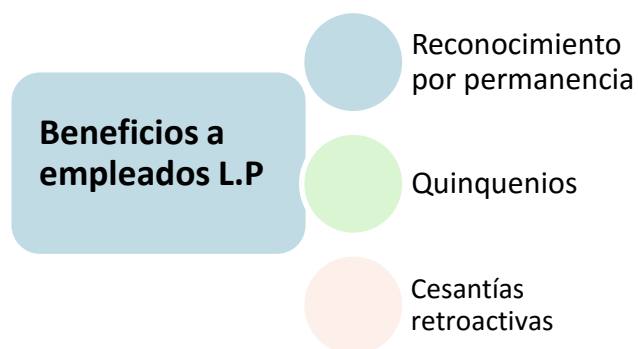 Beneficios a
empleados L.P
Reconocimiento
por permanencia
Quinquenios
Cesantías
retroactivas